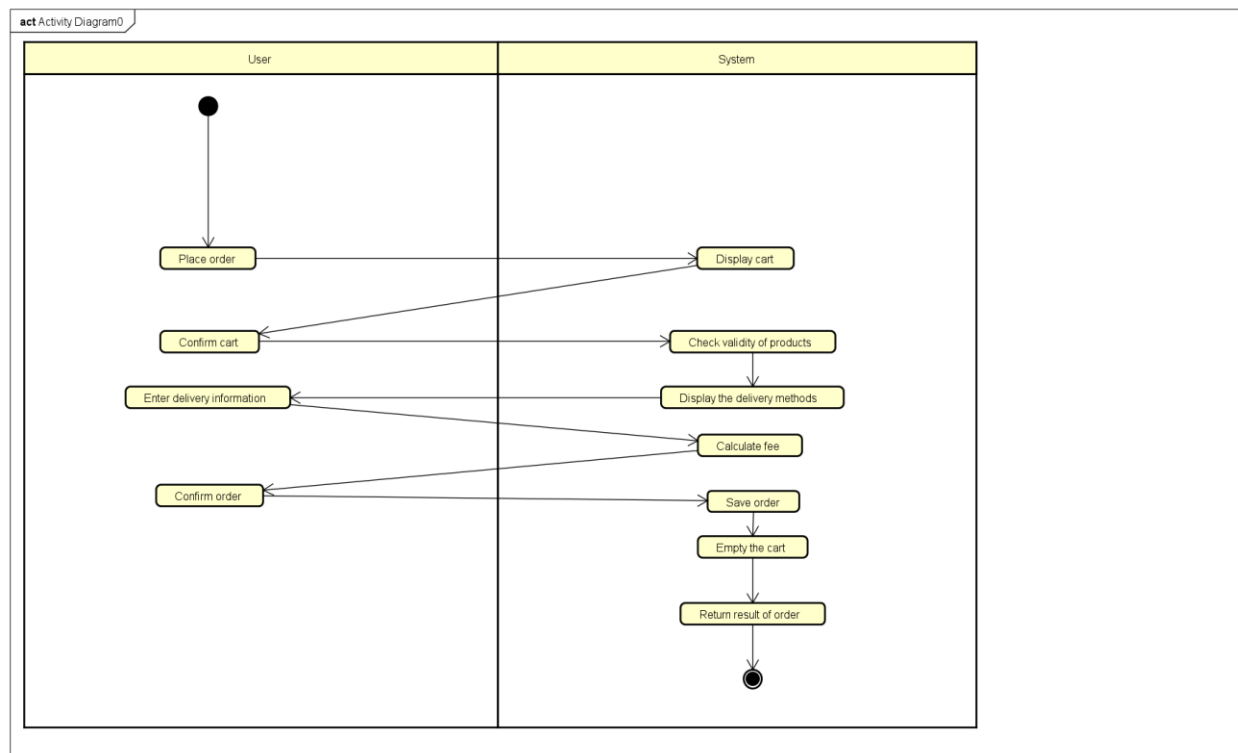 act Activity Diagram0
User
System
Place order
Display cart
Confirm cart
Check validity of products
Enter delivery information
Display the delivery methods
Calculate fee
Confirm order
Save order
Empty the cart
Return result of order